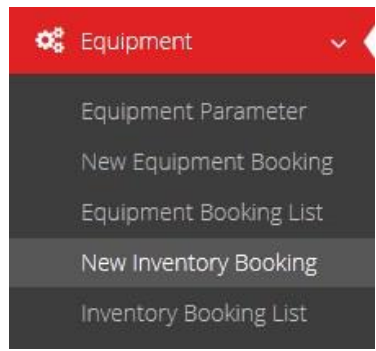 Equipment
Equipment Parameter
New Equipment Booking
Equipment Booking List
New Inventory Booking
Inventory Booking List